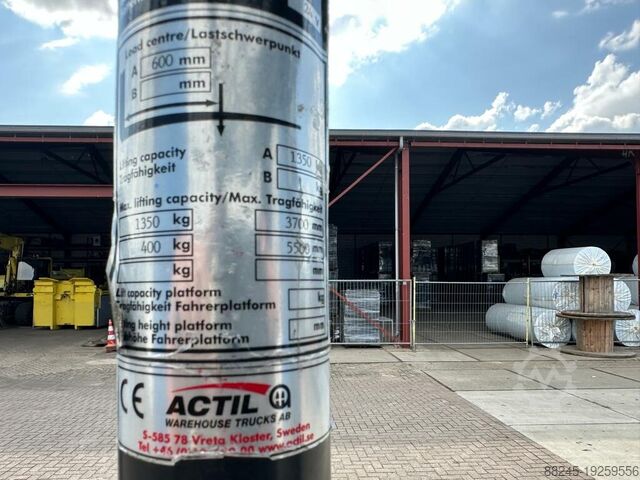 Load centre/Lastschwerpunkt
A 600 mm
B mm
Lifting capacity
Tragfähigkeit
A 1350
B
Max. lifting capacity/Max. Tragfähigkeit
1350 kg 3700 mm
400 kg 5500 mm
kg mm
Lift capacity platform
Tragfähigkeit Fahrerplatform kg
ing height platform
höhe Fahrerplatform mm
CE ACTIL
WAREHOUSE TRUCKS AB
S-585 78 Vreta Kloster, Sweden
88245-19259556